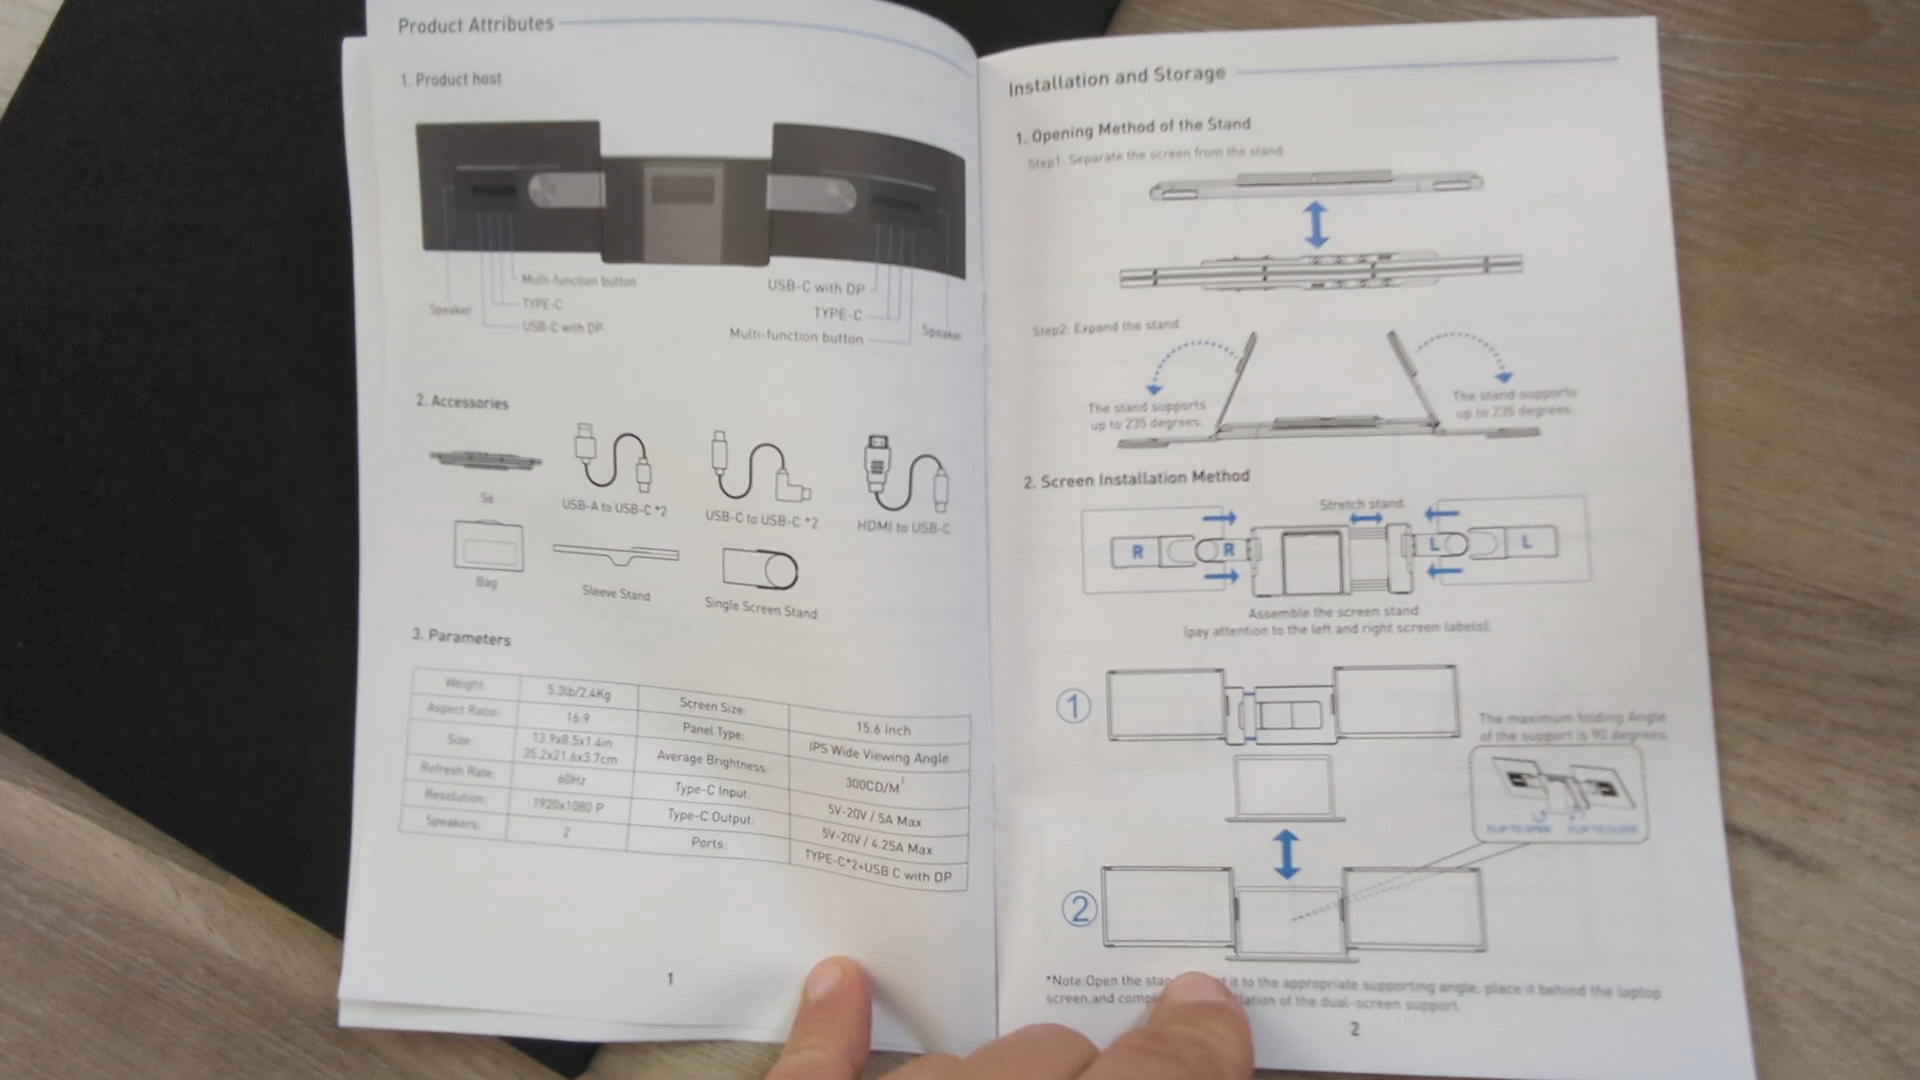 Product Attributes
1. Product host
Multi-function button
TYPE-C
USB-C with DP
Speaker
USB-C with DP
TYPE-C
Multi-function button
Speaker
2. Accessories
S6
USB-A to USB-C *2
USB-C to USB-C *2
HDMI to USB-C
Bag
Sleeve Stand
Single Screen Stand
3. Parameters
Weight: 5.3lb/2.4Kg Screen Size: 15.6 Inch
Aspect Ratio: 16:9 Panel Type: IPS Wide Viewing Angle
Size: 13.9x8.5x1.4in
35.2x21.6x3.7cm Average Brightness: 300CD/M²
Refresh Rate: 60Hz Type-C Input: 5V-20V / 5A Max
Resolution: 1920x1080 P Type-C Output: 5V-20V / 4.25A Max
Speakers: 2 Ports: TYPE-C*2+USB C with DP
1
Installation and Storage
1. Opening Method of the Stand
Step1: Separate the screen from the stand.
Step2: Expand the stand.
The stand supports
up to 235 degrees.
The stand supports
up to 235 degrees.
2. Screen Installation Method
Stretch stand.
R R L L
Assemble the screen stand
(pay attention to the left and right screen labels).
1
The maximum folding Angle
of the support is 90 degrees.
FLIP TO OPEN FLIP TO CLOSE
2
*Note:Open the it to the appropriate supporting angle, place it behind the laptop
screen,and of the dual-screen support.
2